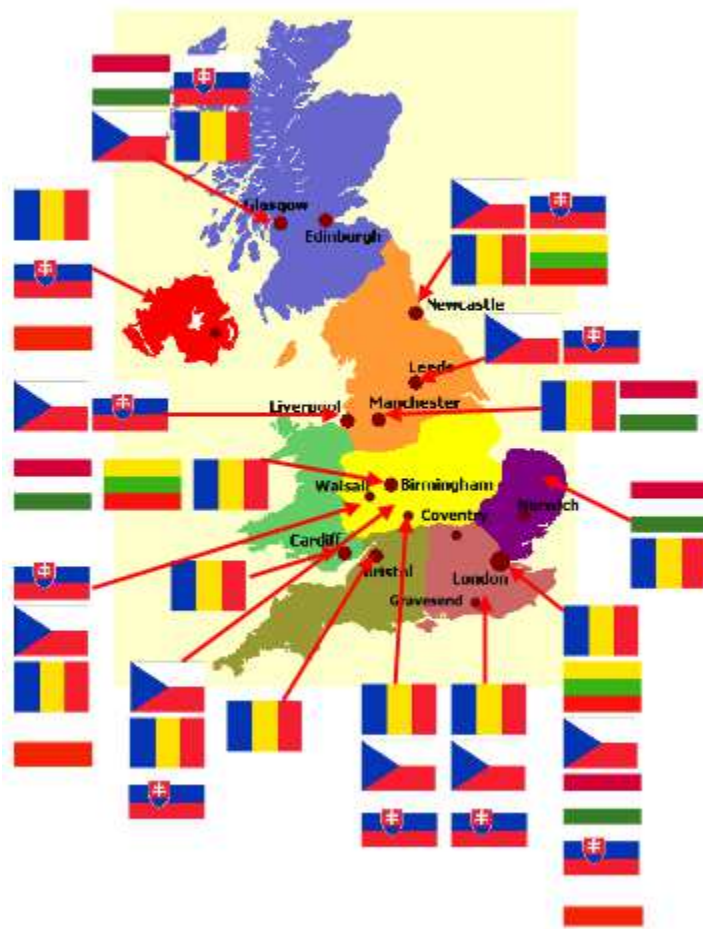 Glasgow
Edinburgh
Newcastle
Leeds
Liverpool
Manchester
Walsall
Birmingham
Norwich
Coventry
Cardiff
Bristol
London
Gravesend